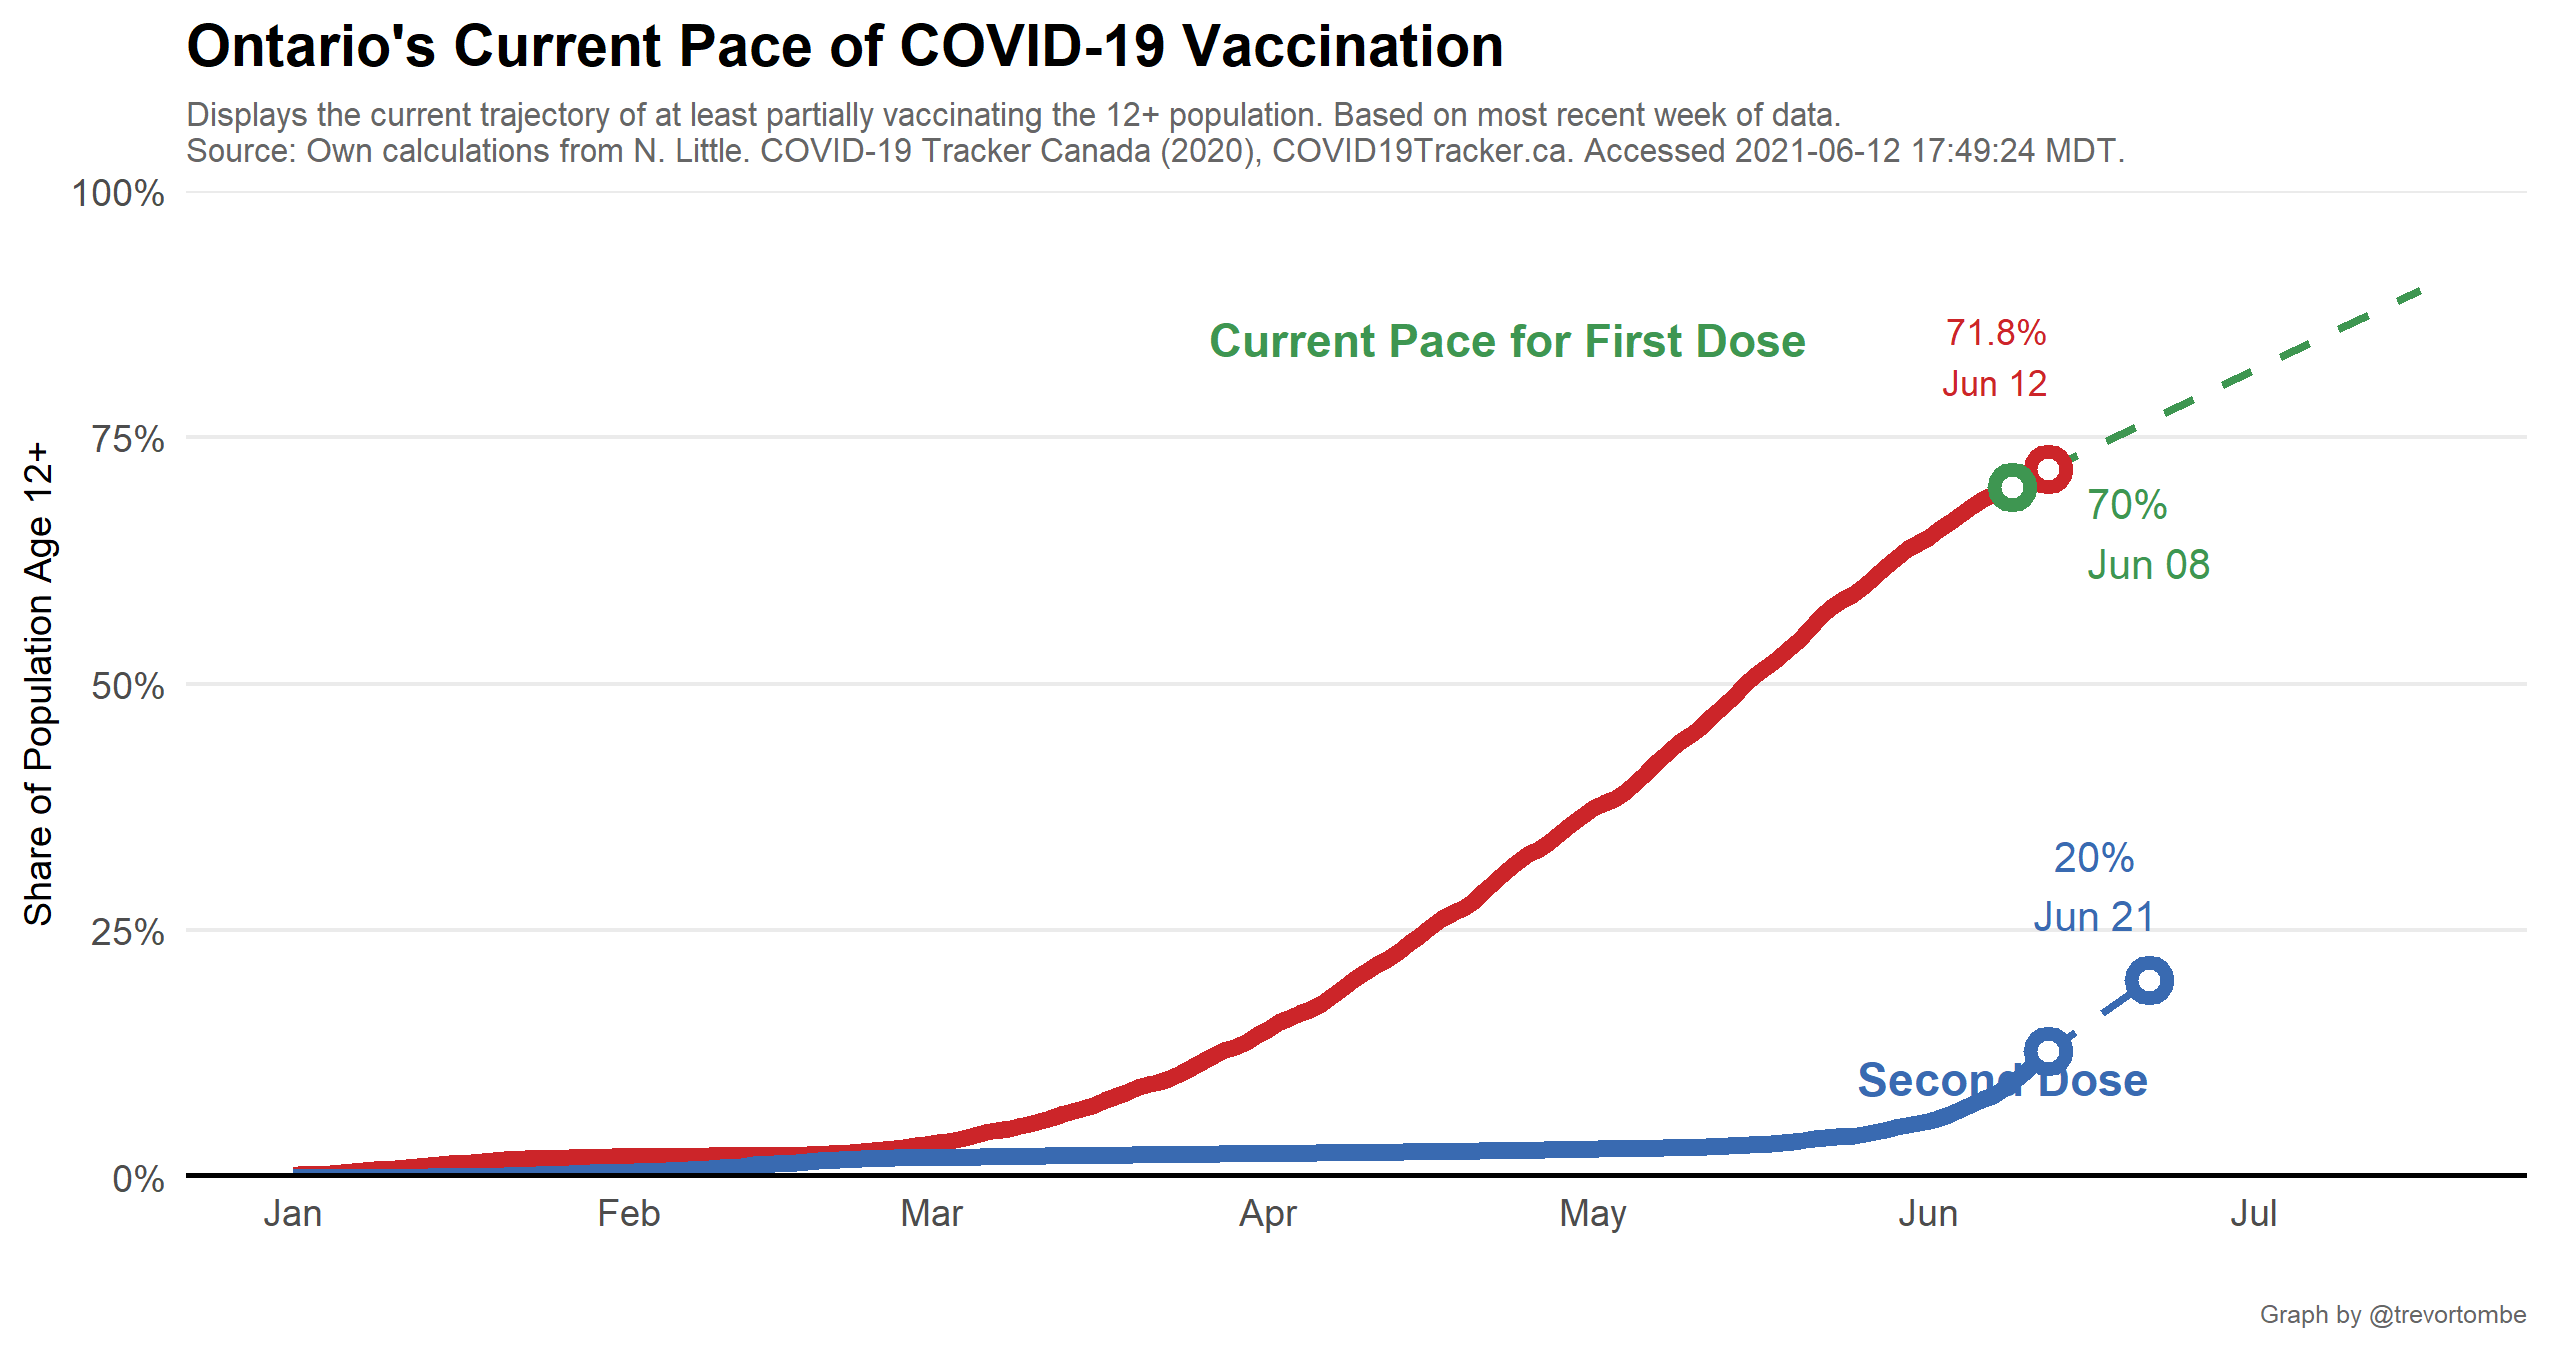 Ontario's Current Pace of COVID-19 Vaccination
Displays the current trajectory of at least partially vaccinating the 12+ population. Based on most recent week of data.
Source: Own calculations from N. Little. COVID-19 Tracker Canada (2020), COVID19Tracker.ca. Accessed 2021-06-12 17:49:24 MDT.
Share of Population Age 12+
100%
75%
50%
25%
0%
Current Pace for First Dose
71.8%
Jun 12
70%
Jun 08
20%
Jun 21
Second Dose
Jan
Feb
Mar
Apr
May
Jun
Jul
Graph by @trevortombe